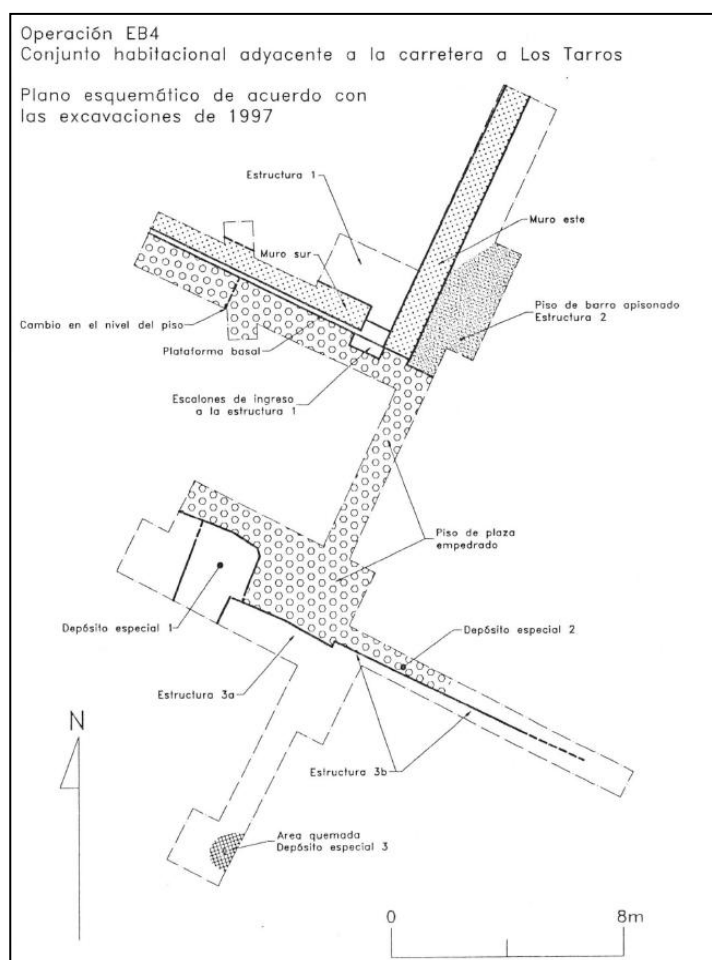 Operación EB4
Conjunto habitacional adyacente a la carretera a Los Tarros
Plano esquemático de acuerdo con
las excavaciones de 1997
Estructura 1
Muro este
Muro sur
Piso de barro apisonado
Estructura 2
Cambio en el nivel del piso
Plataforma basal
Escalones de ingreso
a la estructura 1
Piso de plaza
empedrado
Depósito especial 1
Depósito especial 2
Estructura 3a
N
Estructura 3b
Area quemada
Depósito especial 3
0
8m